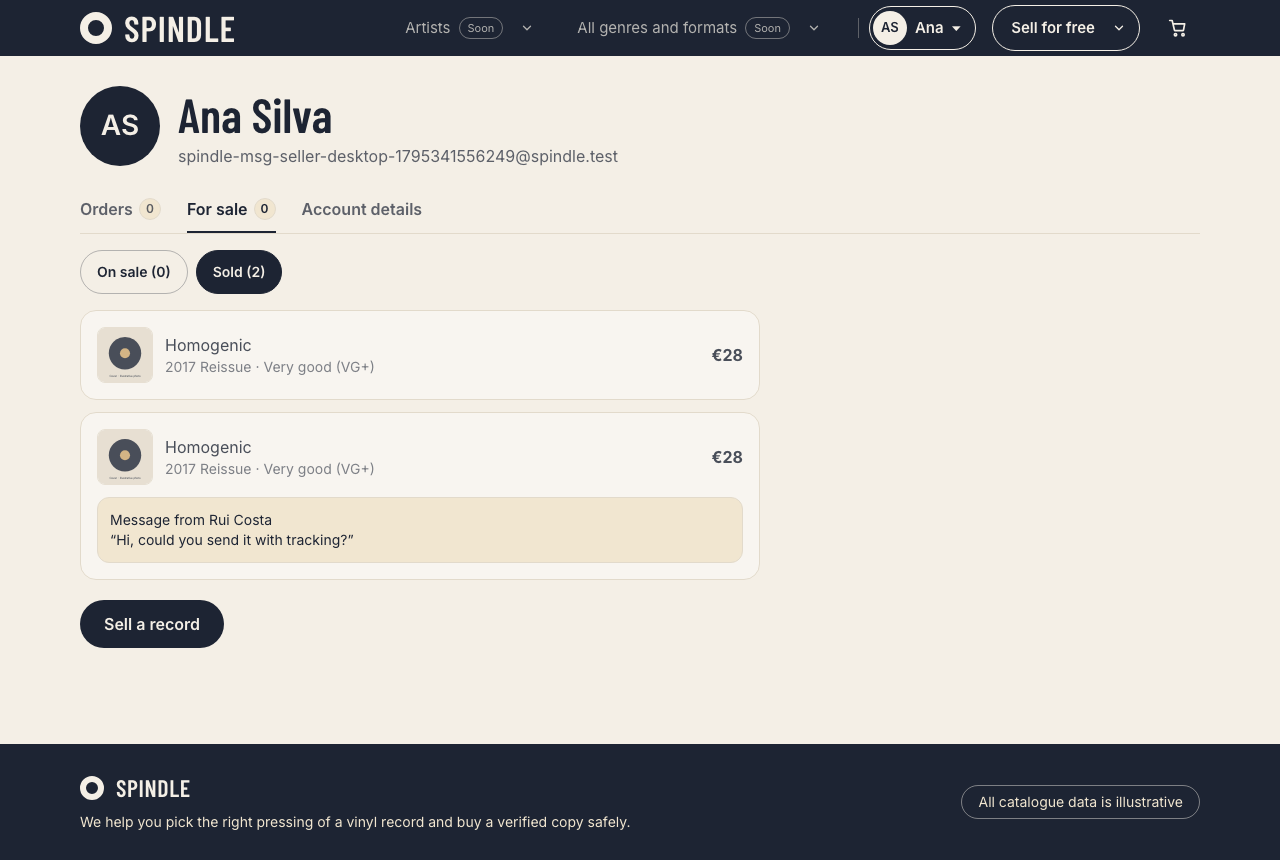 SPINDLE
Artists Soon
All genres and formats Soon
AS Ana
Sell for free
AS
Ana Silva
spindle-msg-seller-desktop-1795341556249@spindle.test
Orders 0
For sale 0
Account details
On sale (0)
Sold (2)
Homogenic
2017 Reissue · Very good (VG+)
€28
Homogenic
2017 Reissue · Very good (VG+)
€28
Message from Rui Costa
“Hi, could you send it with tracking?”
Sell a record
SPINDLE
We help you pick the right pressing of a vinyl record and buy a verified copy safely.
All catalogue data is illustrative